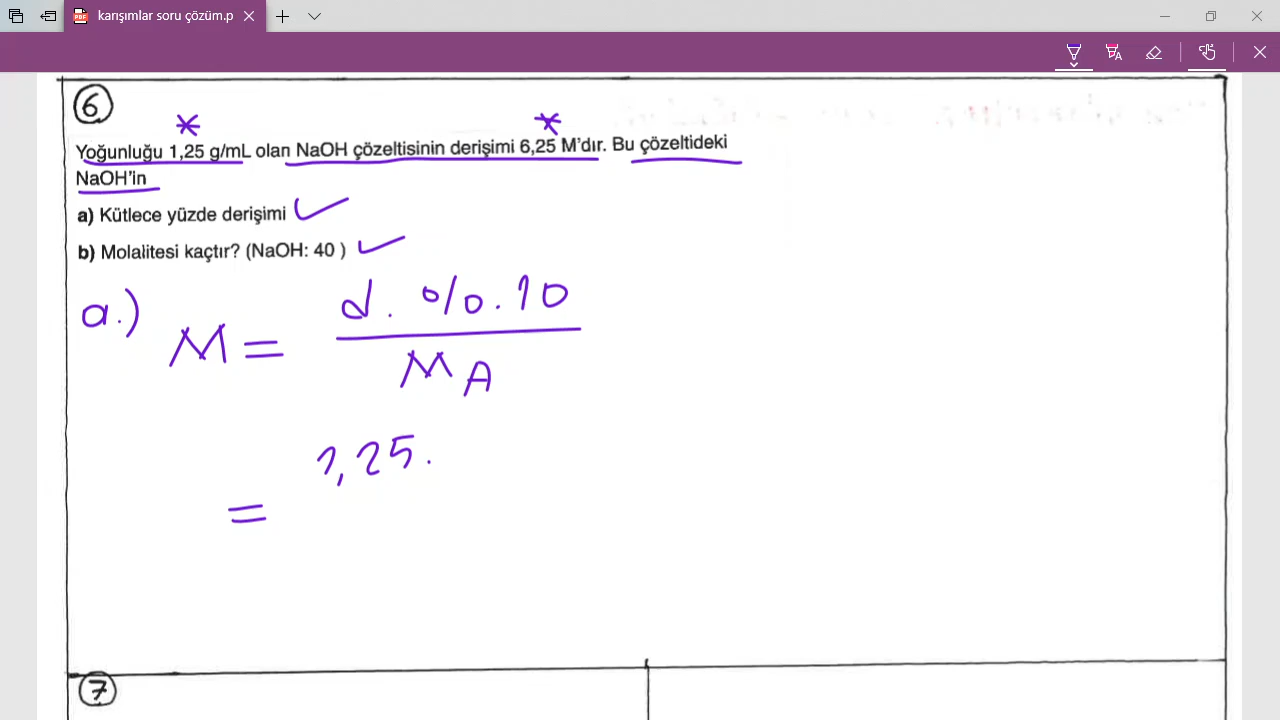 karışımlar soru çözüm.p
6
Yoğunluğu 1,25 g/mL olan NaOH çözeltisinin derişimi 6,25 M'dır. Bu çözeltideki
NaOH'in
a) Kütlece yüzde derişimi
b) Molalitesi kaçtır? (NaOH: 40 )
a.)
d. %. 10
M =
MA
1,25.
=
7